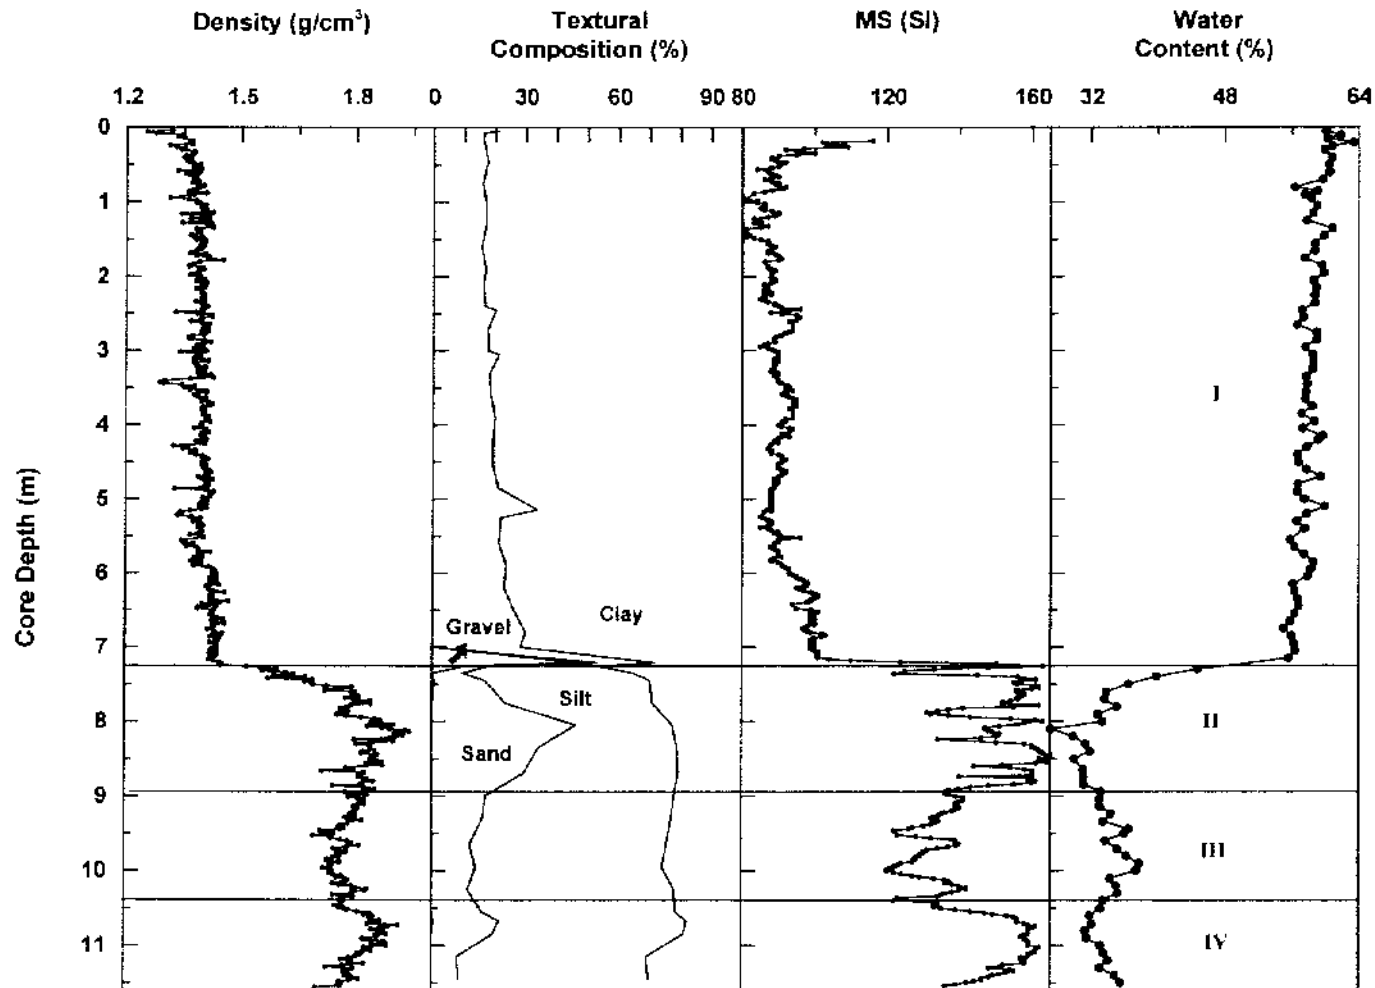 Density (g/cm³) Textural MS (SI) Water
Composition (%) Content (%)
1.2 1.5 1.8 0 30 60 90 80 120 160 32 48 64
0
1
2
3
I
4
Core Depth (m)
5
6
Clay
Gravel
7
Silt
8 II
Sand
9
III
10
IV
11